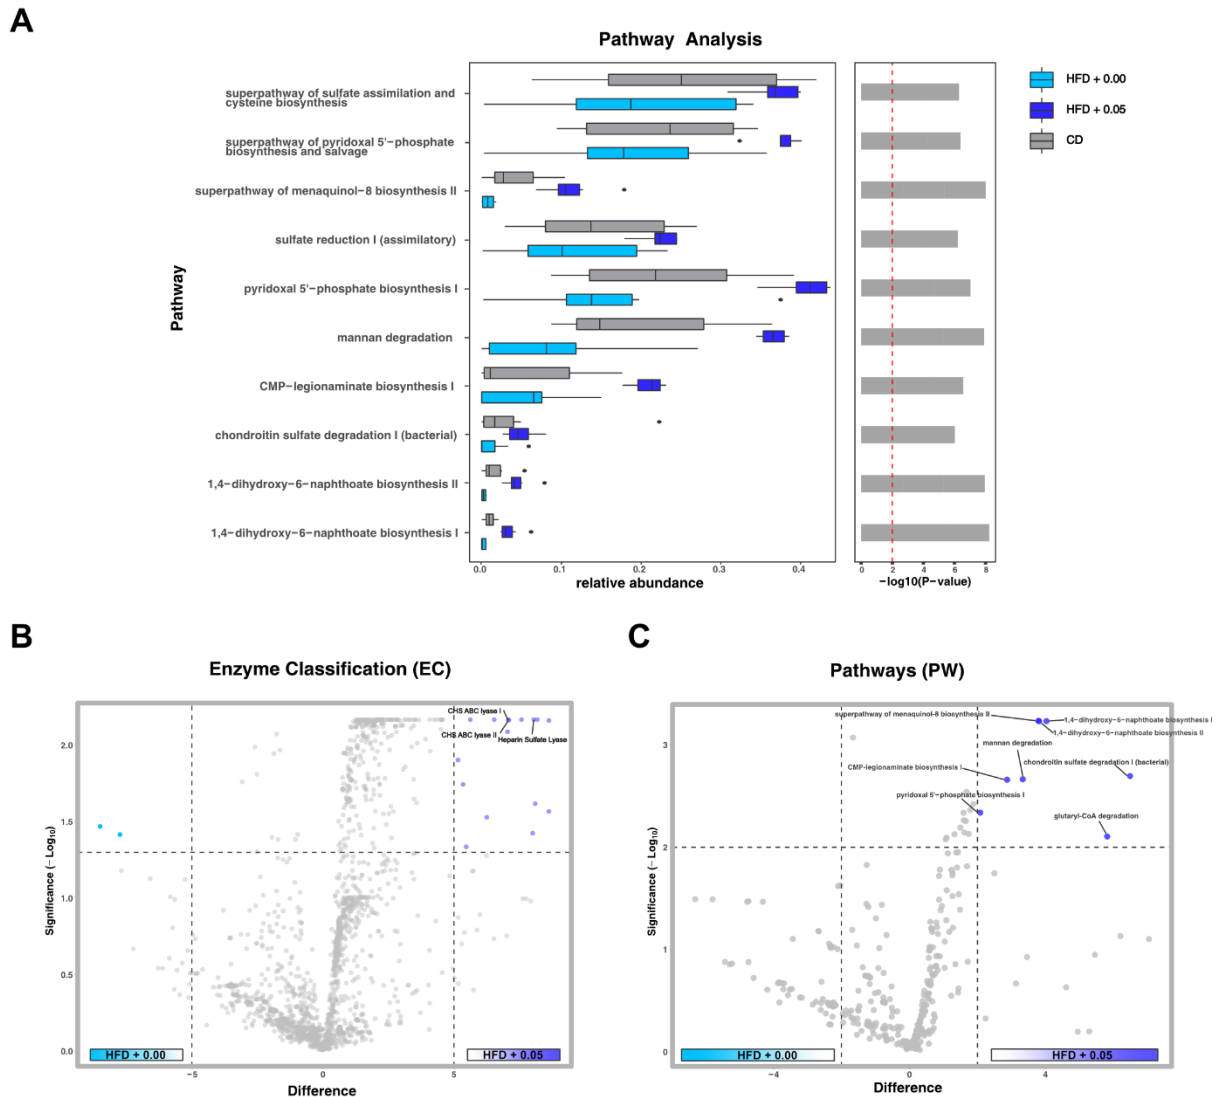 A
Pathway Analysis
superpathway of sulfate assimilation and
cysteine biosynthesis
superpathway of pyridoxal 5'−phosphate
biosynthesis and salvage
superpathway of menaquinol−8 biosynthesis II
sulfate reduction I (assimilatory)
pyridoxal 5'−phosphate biosynthesis I
mannan degradation
CMP−legionaminate biosynthesis I
chondroitin sulfate degradation I (bacterial)
1,4−dihydroxy−6−naphthoate biosynthesis II
1,4−dihydroxy−6−naphthoate biosynthesis I
Pathway
0.0 0.1 0.2 0.3 0.4
relative abundance
0 2 4 6 8
−log10(P−value)
HFD + 0.00
HFD + 0.05
CD
B
Enzyme Classification (EC)
CHS ABC lyase I
CHS ABC lyase II
Heparin Sulfate Lyase
2.0
1.5
1.0
0.5
0.0
Significance (− Log10)
HFD + 0.00
HFD + 0.05
−5 0 5
Difference
C
Pathways (PW)
superpathway of menaquinol−8 biosynthesis II
1,4−dihydroxy−6−naphthoate biosynthesis I
1,4−dihydroxy−6−naphthoate biosynthesis II
mannan degradation
chondroitin sulfate degradation I (bacterial)
CMP−legionaminate biosynthesis I
pyridoxal 5'−phosphate biosynthesis I
glutaryl−CoA degradation
3
2
1
0
Significance (− Log10)
HFD + 0.00
HFD + 0.05
−4 0 4
Difference